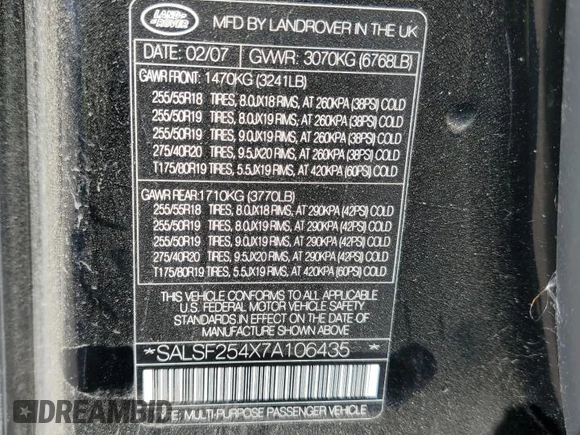 LAND ROVER
MFD BY LANDROVER IN THE UK
DATE: 02/07 GVWR: 3070KG (6768LB)
GAWR FRONT: 1470KG (3241LB)
255/55R18 TIRES, 8.0JX18 RIMS, AT 260KPA (38PSI) COLD
255/50R19 TIRES, 8.0JX19 RIMS, AT 260KPA (38PSI) COLD
255/50R19 TIRES, 9.0JX19 RIMS, AT 260KPA (38PSI) COLD
275/40R20 TIRES, 9.5JX20 RIMS, AT 260KPA (38PSI) COLD
T175/80R19 TIRES, 5.5JX19 RIMS, AT 420KPA (60PSI) COLD
GAWR REAR: 1710KG (3770LB)
255/55R18 TIRES, 8.0JX18 RIMS, AT 290KPA (42PSI) COLD
255/50R19 TIRES, 8.0JX19 RIMS, AT 290KPA (42PSI) COLD
255/50R19 TIRES, 9.0JX19 RIMS, AT 290KPA (42PSI) COLD
275/40R20 TIRES, 9.5JX20 RIMS, AT 290KPA (42PSI) COLD
T175/80R19 TIRES, 5.5JX19 RIMS, AT 420KPA (60PSI) COLD
THIS VEHICLE CONFORMS TO ALL APPLICABLE
U.S. FEDERAL MOTOR VEHICLE SAFETY
STANDARDS IN EFFECT ON THE DATE OF
MANUFACTURE SHOWN ABOVE
*SALSF254X7A106435 *
TYPE: MULTI-PURPOSE PASSENGER VEHICLE
DREAMBID